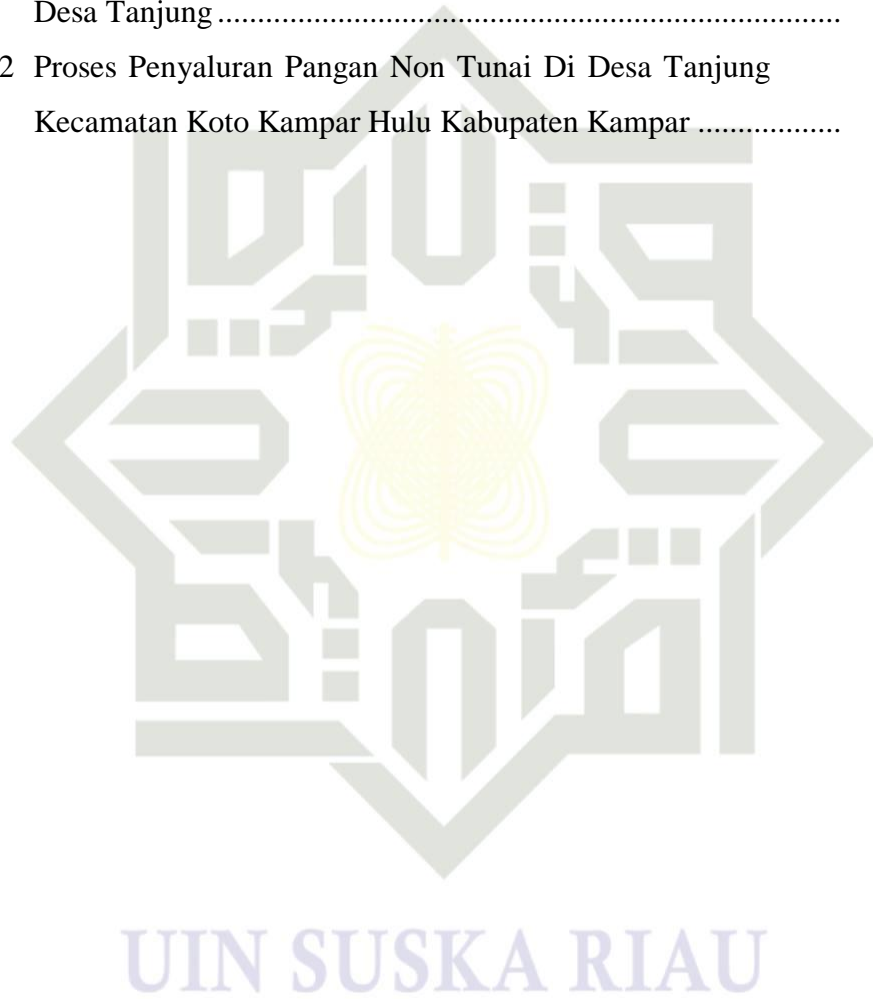 Desa Tanjung ...............................................................................
2 Proses Penyaluran Pangan Non Tunai Di Desa Tanjung
Kecamatan Koto Kampar Hulu Kabupaten Kampar ..................
UIN SUSKA RIAU